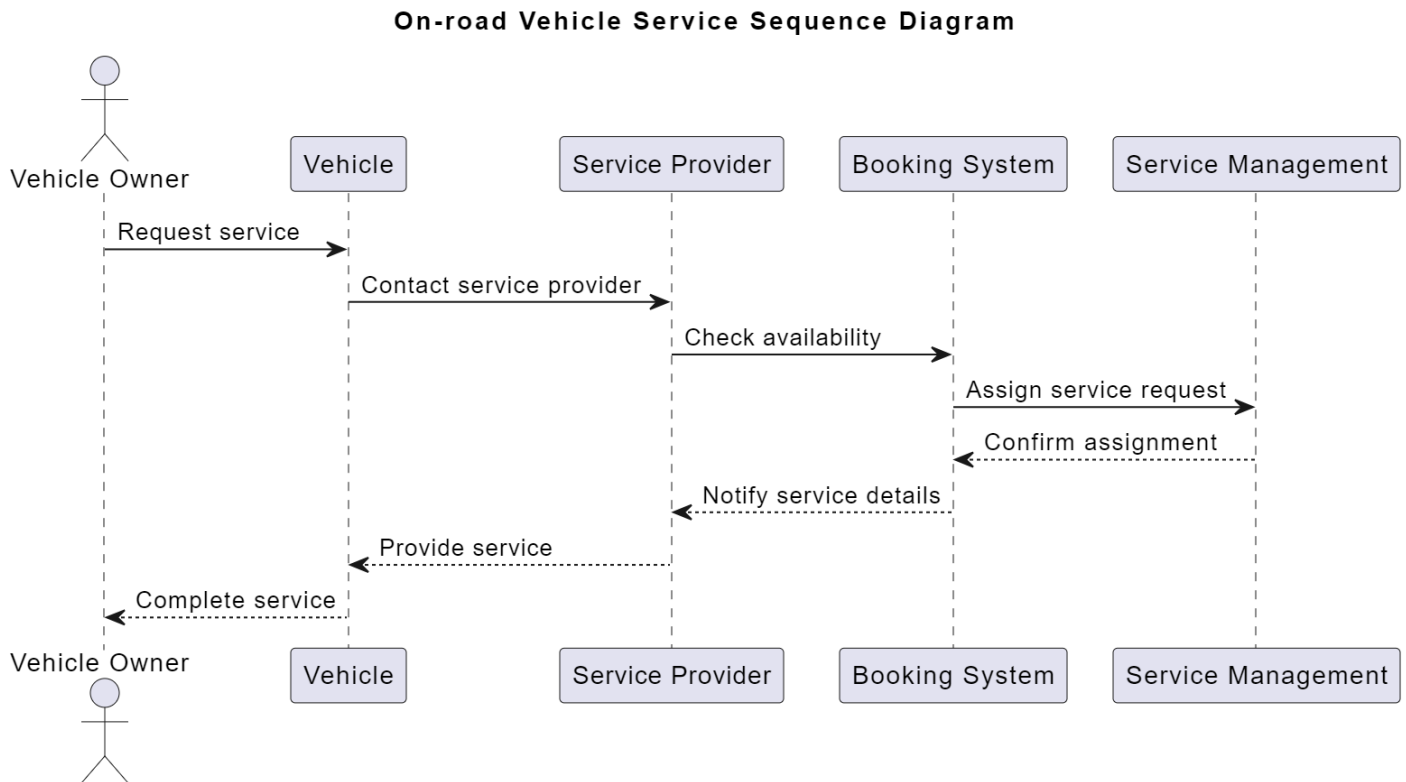 On-road Vehicle Service Sequence Diagram
Vehicle Owner
Vehicle
Service Provider
Booking System
Service Management
Request service
Contact service provider
Check availability
Assign service request
Confirm assignment
Notify service details
Provide service
Complete service
Vehicle Owner
Vehicle
Service Provider
Booking System
Service Management